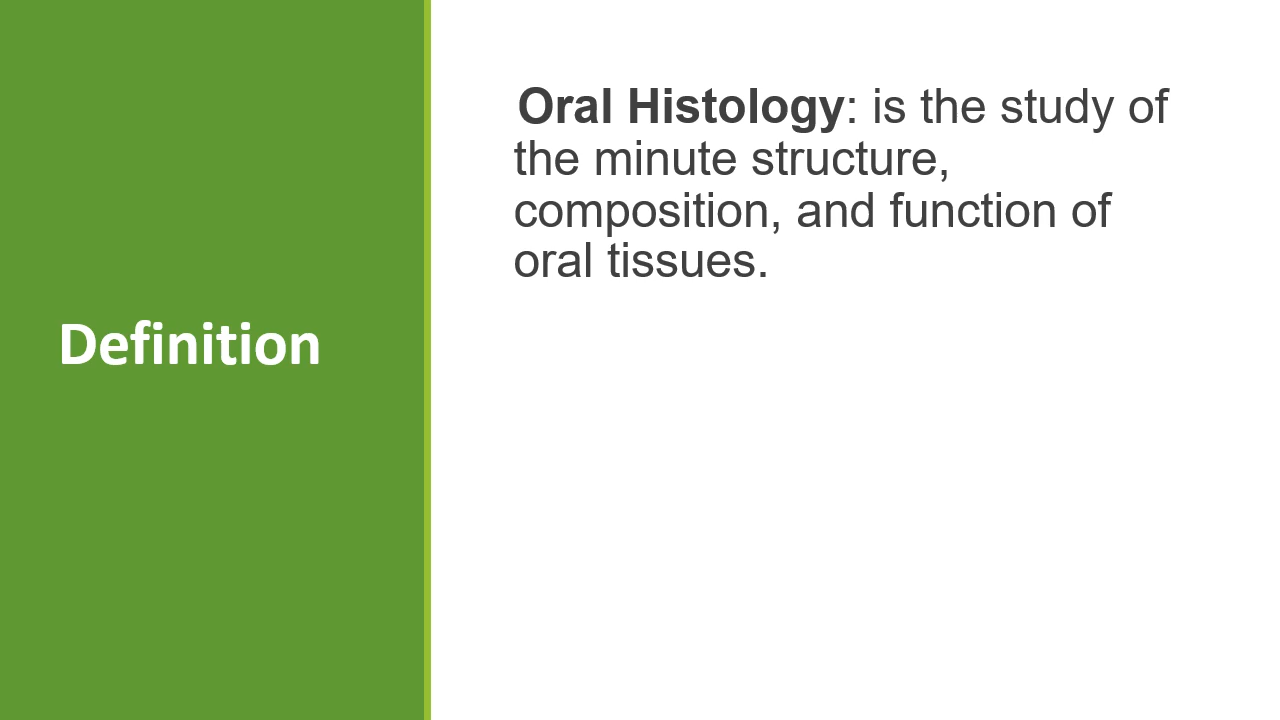 Definition
Oral Histology: is the study of
the minute structure,
composition, and function of
oral tissues.